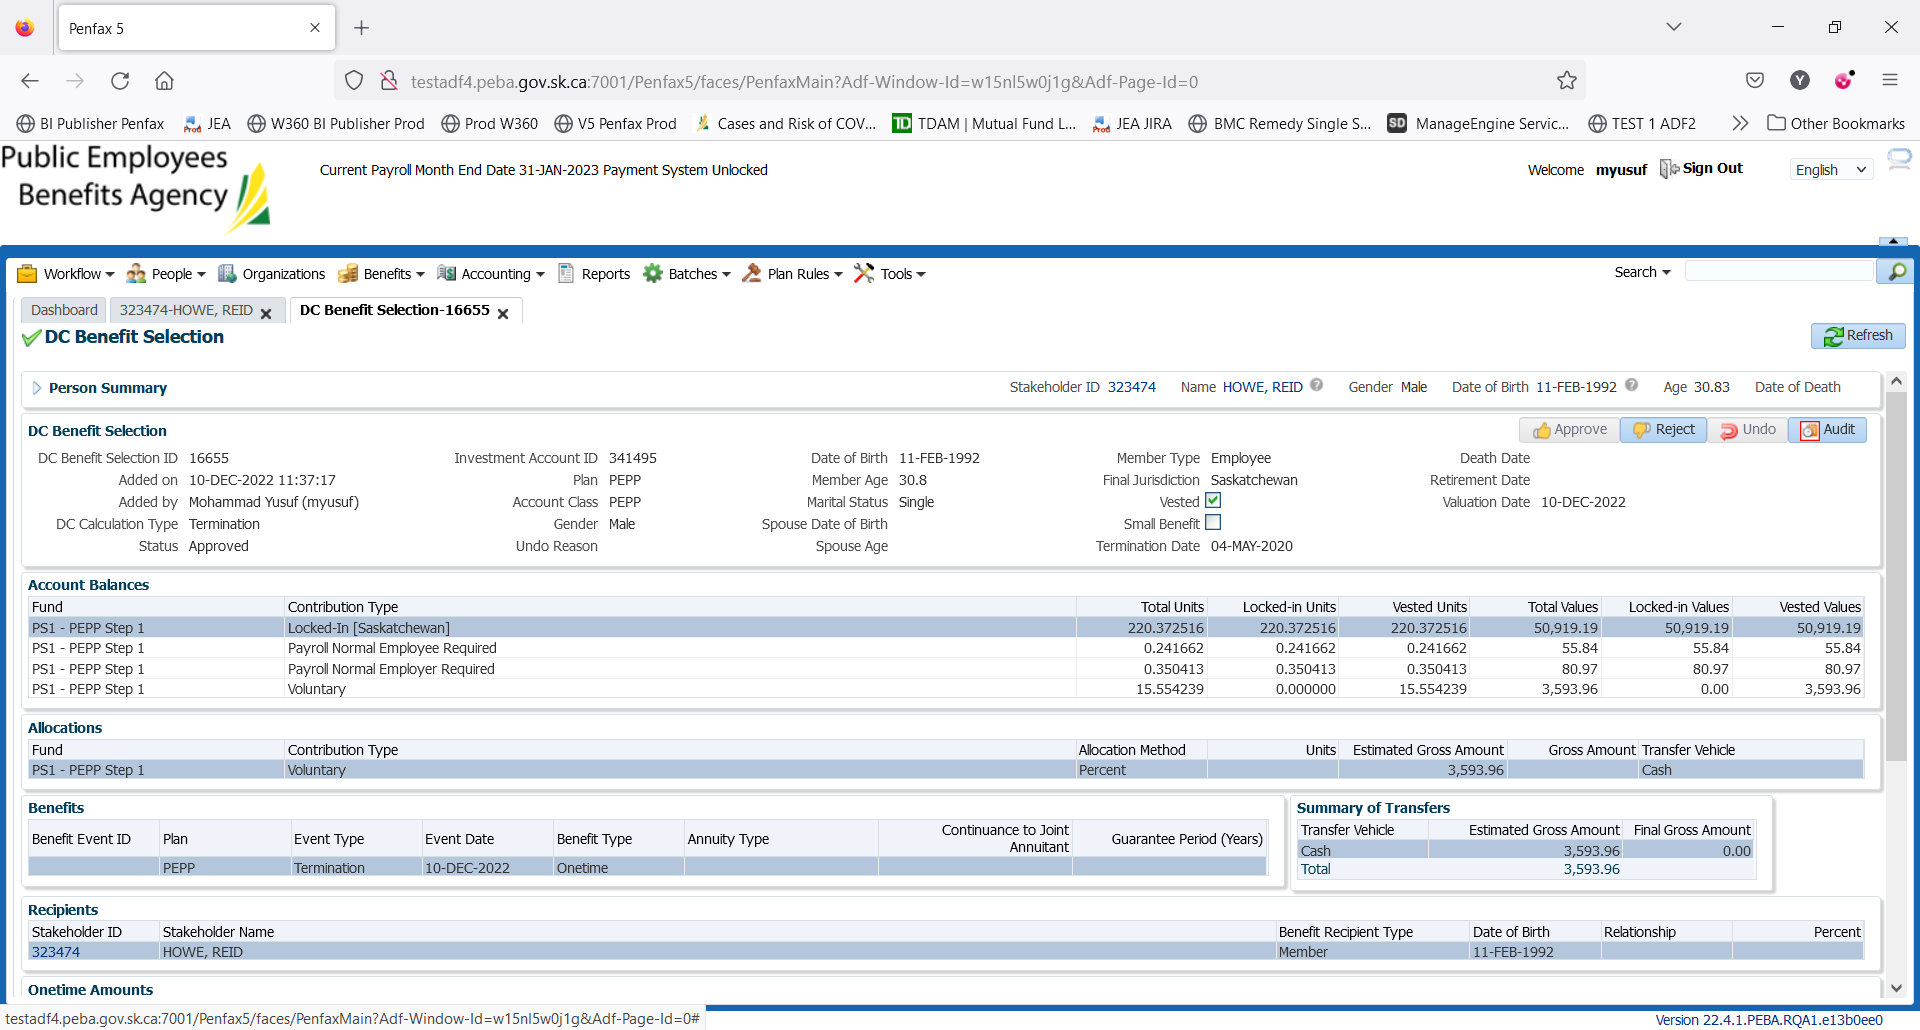 Penfax 5
testadf4.peba.gov.sk.ca:7001/Penfax5/faces/PenfaxMain?Adf-Window-Id=w15nl5w0j1g&Adf-Page-Id=0
Y
BI Publisher Penfax JEA W360 BI Publisher Prod Prod W360 V5 Penfax Prod Cases and Risk of COV... TDAM | Mutual Fund L... JEA JIRA BMC Remedy Single S... ManageEngine Servic... TEST 1 ADF2 Other Bookmarks
Public Employees
Benefits Agency
Current Payroll Month End Date 31-JAN-2023 Payment System Unlocked
Welcome myusuf Sign Out English
Workflow People Organizations Benefits Accounting Reports Batches Plan Rules Tools Search
Dashboard 323474-HOWE, REID DC Benefit Selection-16655
DC Benefit Selection Refresh
Person Summary Stakeholder ID 323474 Name HOWE, REID Gender Male Date of Birth 11-FEB-1992 Age 30.83 Date of Death
DC Benefit Selection Approve Reject Undo Audit
DC Benefit Selection ID 16655 Investment Account ID 341495 Date of Birth 11-FEB-1992 Member Type Employee Death Date
Added on 10-DEC-2022 11:37:17 Plan PEPP Member Age 30.8 Final Jurisdiction Saskatchewan Retirement Date
Added by Mohammad Yusuf (myusuf) Account Class PEPP Marital Status Single Vested Valuation Date 10-DEC-2022
DC Calculation Type Termination Gender Male Spouse Date of Birth Small Benefit
Status Approved Undo Reason Spouse Age Termination Date 04-MAY-2020
Account Balances
Fund Contribution Type Total Units Locked-in Units Vested Units Total Values Locked-in Values Vested Values
PS1 - PEPP Step 1 Locked-In [Saskatchewan] 220.372516 220.372516 220.372516 50,919.19 50,919.19 50,919.19
PS1 - PEPP Step 1 Payroll Normal Employee Required 0.241662 0.241662 0.241662 55.84 55.84 55.84
PS1 - PEPP Step 1 Payroll Normal Employer Required 0.350413 0.350413 0.350413 80.97 80.97 80.97
PS1 - PEPP Step 1 Voluntary 15.554239 0.000000 15.554239 3,593.96 0.00 3,593.96
Allocations
Fund Contribution Type Allocation Method Units Estimated Gross Amount Gross Amount Transfer Vehicle
PS1 - PEPP Step 1 Voluntary Percent 3,593.96 Cash
Benefits
Benefit Event ID Plan Event Type Event Date Benefit Type Annuity Type Continuance to Joint Annuitant Guarantee Period (Years)
PEPP Termination 10-DEC-2022 Onetime
Summary of Transfers
Transfer Vehicle Estimated Gross Amount Final Gross Amount
Cash 3,593.96 0.00
Total 3,593.96
Recipients
Stakeholder ID Stakeholder Name Benefit Recipient Type Date of Birth Relationship Percent
323474 HOWE, REID Member 11-FEB-1992
Onetime Amounts
testadf4.peba.gov.sk.ca:7001/Penfax5/faces/PenfaxMain?Adf-Window-Id=w15nl5w0j1g&Adf-Page-Id=0#
Version 22.4.1.PEBA.RQA1.e13b0ee0